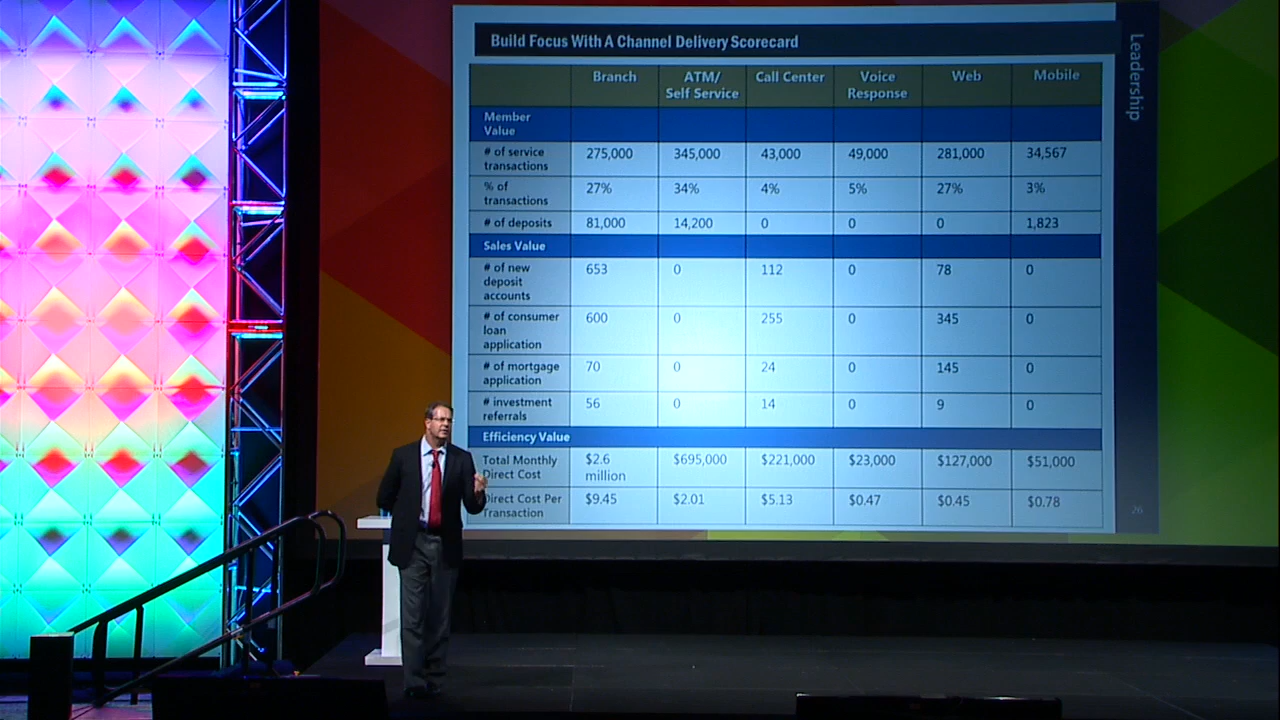 Build Focus With A Channel Delivery Scorecard
Leadership
Branch ATM/ Call Center Voice Web Mobile
Self Service Response
Member
Value
# of service 275,000 345,000 43,000 49,000 281,000 34,567
transactions
% of 27% 34% 4% 5% 27% 3%
transactions
# of deposits 81,000 14,200 0 0 0 1,823
Sales Value
# of new 653 0 112 0 78 0
deposit
accounts
# of consumer 600 0 255 0 345 0
loan
application
# of mortgage 70 0 24 0 145 0
application
# investment 56 0 14 0 9 0
referrals
Efficiency Value
Total Monthly $2.6 $695,000 $221,000 $23,000 $127,000 $51,000
Direct Cost million
Direct Cost Per $9.45 $2.01 $5.13 $0.47 $0.45 $0.78
Transaction
26